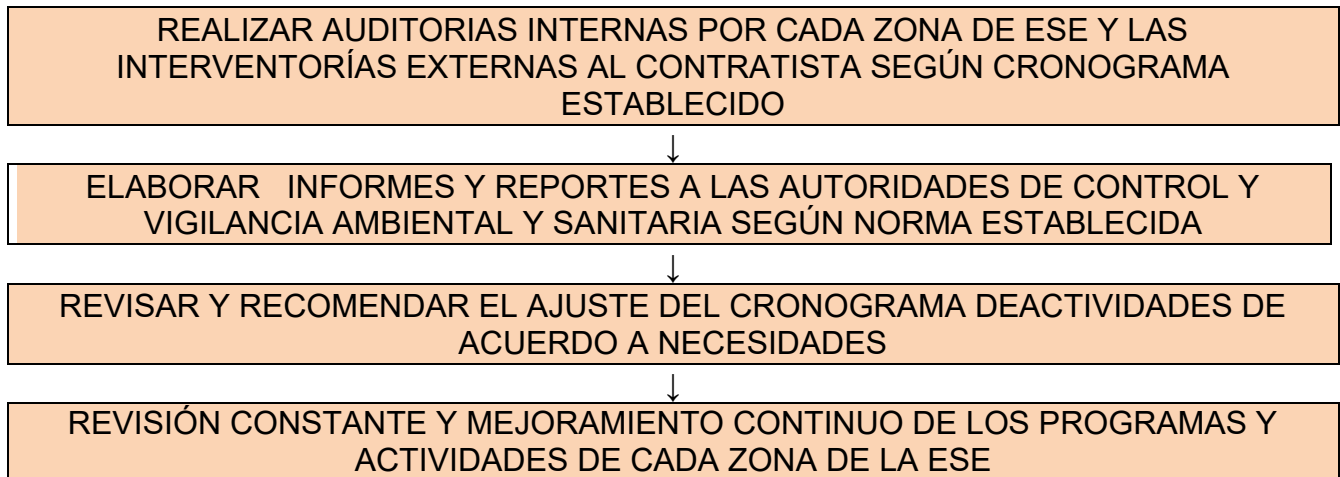 REALIZAR AUDITORIAS INTERNAS POR CADA ZONA DE ESE Y LAS
INTERVENTORÍAS EXTERNAS AL CONTRATISTA SEGÚN CRONOGRAMA
ESTABLECIDO
↓
ELABORAR INFORMES Y REPORTES A LAS AUTORIDADES DE CONTROL Y
VIGILANCIA AMBIENTAL Y SANITARIA SEGÚN NORMA ESTABLECIDA
↓
REVISAR Y RECOMENDAR EL AJUSTE DEL CRONOGRAMA DEACTIVIDADES DE
ACUERDO A NECESIDADES
↓
REVISIÓN CONSTANTE Y MEJORAMIENTO CONTINUO DE LOS PROGRAMAS Y
ACTIVIDADES DE CADA ZONA DE LA ESE